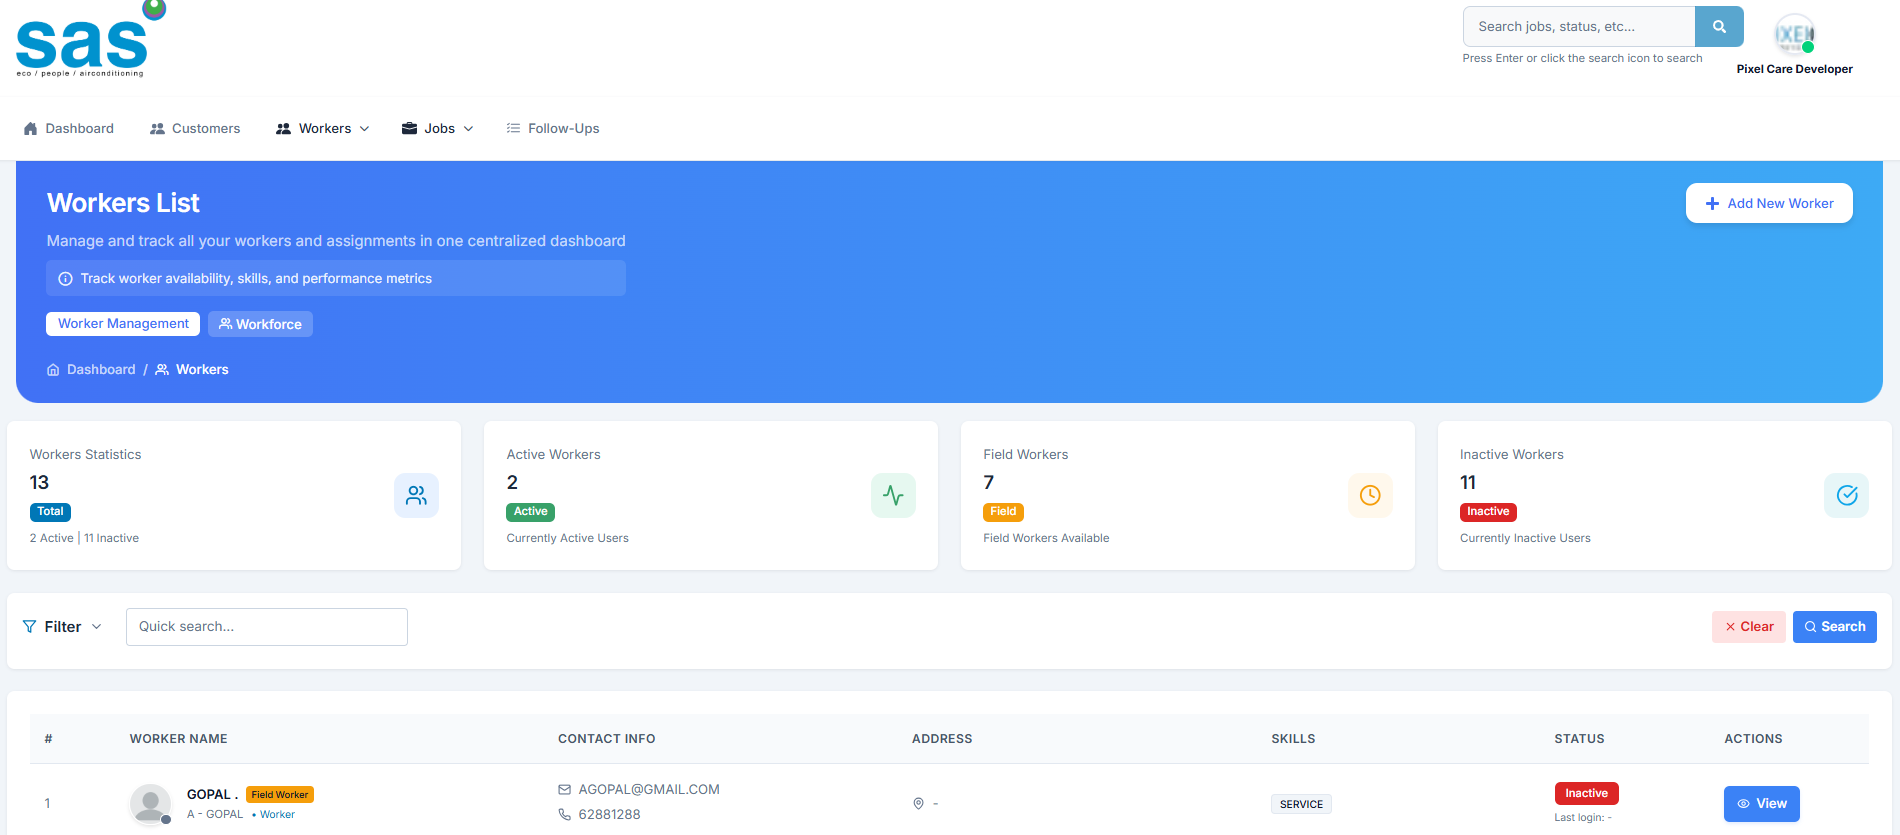 sas
eco / people / airconditioning
Search jobs, status, etc...
Press Enter or click the search icon to search
Pixel Care Developer
Dashboard
Customers
Workers
Jobs
Follow-Ups
Workers List
Add New Worker
Manage and track all your workers and assignments in one centralized dashboard
Track worker availability, skills, and performance metrics
Worker Management
Workforce
Dashboard / Workers
Workers Statistics
13
Total
2 Active | 11 Inactive
Active Workers
2
Active
Currently Active Users
Field Workers
7
Field
Field Workers Available
Inactive Workers
11
Inactive
Currently Inactive Users
Filter
Quick search...
Clear
Search
# WORKER NAME CONTACT INFO ADDRESS SKILLS STATUS ACTIONS
1
GOPAL . Field Worker
A - GOPAL • Worker
AGOPAL@GMAIL.COM
62881288
-
SERVICE
Inactive
Last login: -
View